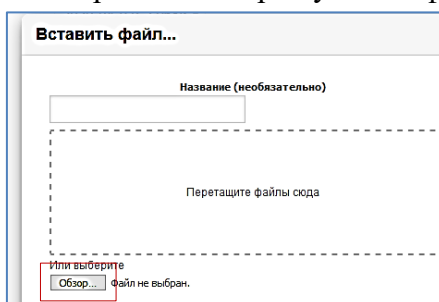 Вставить файл...
Название (необязательно)
Перетащите файлы сюда
Или выберите
Обзор... Файл не выбран.